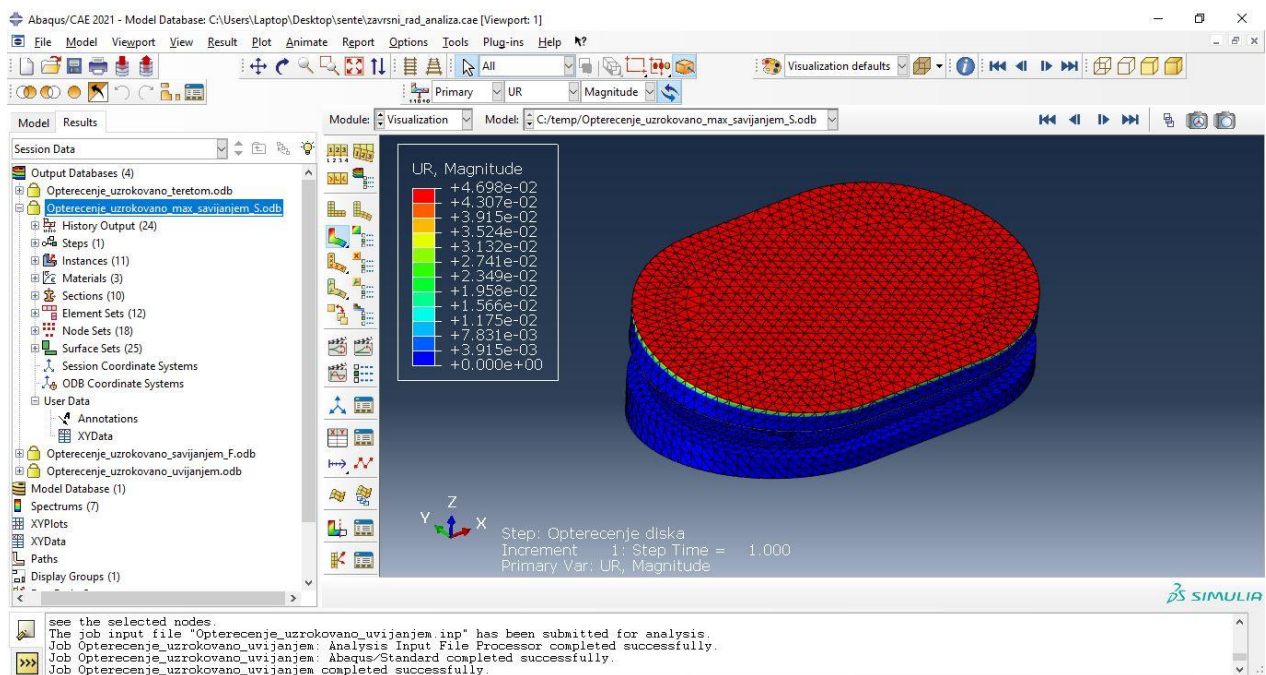 Abaqus/CAE 2021 - Model Database: C:\Users\Laptop\Desktop\sente\zavrsni_rad_analiza.cae [Viewport: 1]
File Model Viewport View Result Plot Animate Report Options Tools Plug-ins Help
All
Visualization defaults
Primary UR Magnitude
Model Results
Module: Visualization Model: C:/temp/Opterecenje_uzrokovano_max_savijanjem_S.odb
Session Data
Output Databases (4)
Opterecenje_uzrokovano_teretom.odb
Opterecenje_uzrokovano_max_savijanjem_S.odb
History Output (24)
Steps (1)
Instances (11)
Materials (3)
Sections (10)
Element Sets (12)
Node Sets (18)
Surface Sets (25)
Session Coordinate Systems
ODB Coordinate Systems
User Data
Annotations
XYData
Opterecenje_uzrokovano_savijanjem_F.odb
Opterecenje_uzrokovano_uvijanjem.odb
Model Database (1)
Spectrums (7)
XYPlots
XYData
Paths
Display Groups (1)
UR, Magnitude
+4.698e-02
+4.307e-02
+3.915e-02
+3.524e-02
+3.132e-02
+2.741e-02
+2.349e-02
+1.958e-02
+1.566e-02
+1.175e-02
+7.831e-03
+3.915e-03
+0.000e+00
Z
Y
X
Step: Opterecenje diska
Increment 1: Step Time = 1.000
Primary Var: UR, Magnitude
SIMULIA
see the selected nodes.
The job input file "Opterecenje_uzrokovano_uvijanjem.inp" has been submitted for analysis.
Job Opterecenje_uzrokovano_uvijanjem: Analysis Input File Processor completed successfully.
Job Opterecenje_uzrokovano_uvijanjem: Abaqus/Standard completed successfully.
Job Opterecenje_uzrokovano_uvijanjem completed successfully.